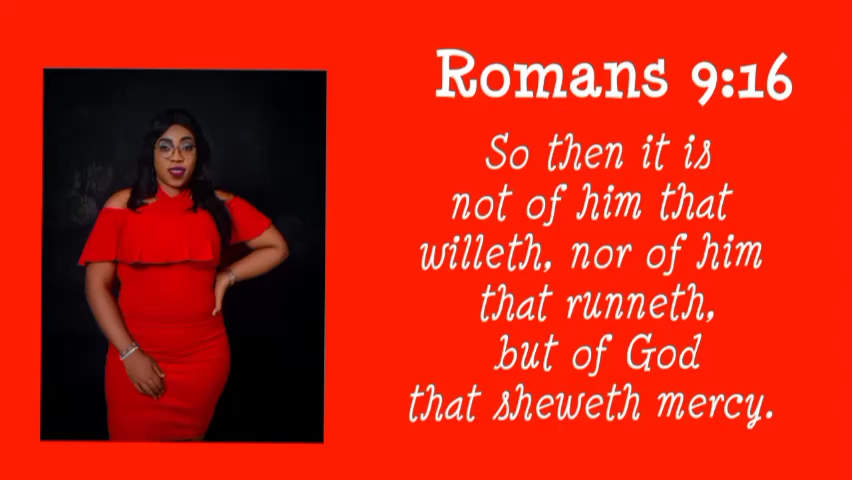 Romans 9:16
So then it is
not of him that
willeth, nor of him
that runneth,
but of God
that sheweth mercy.